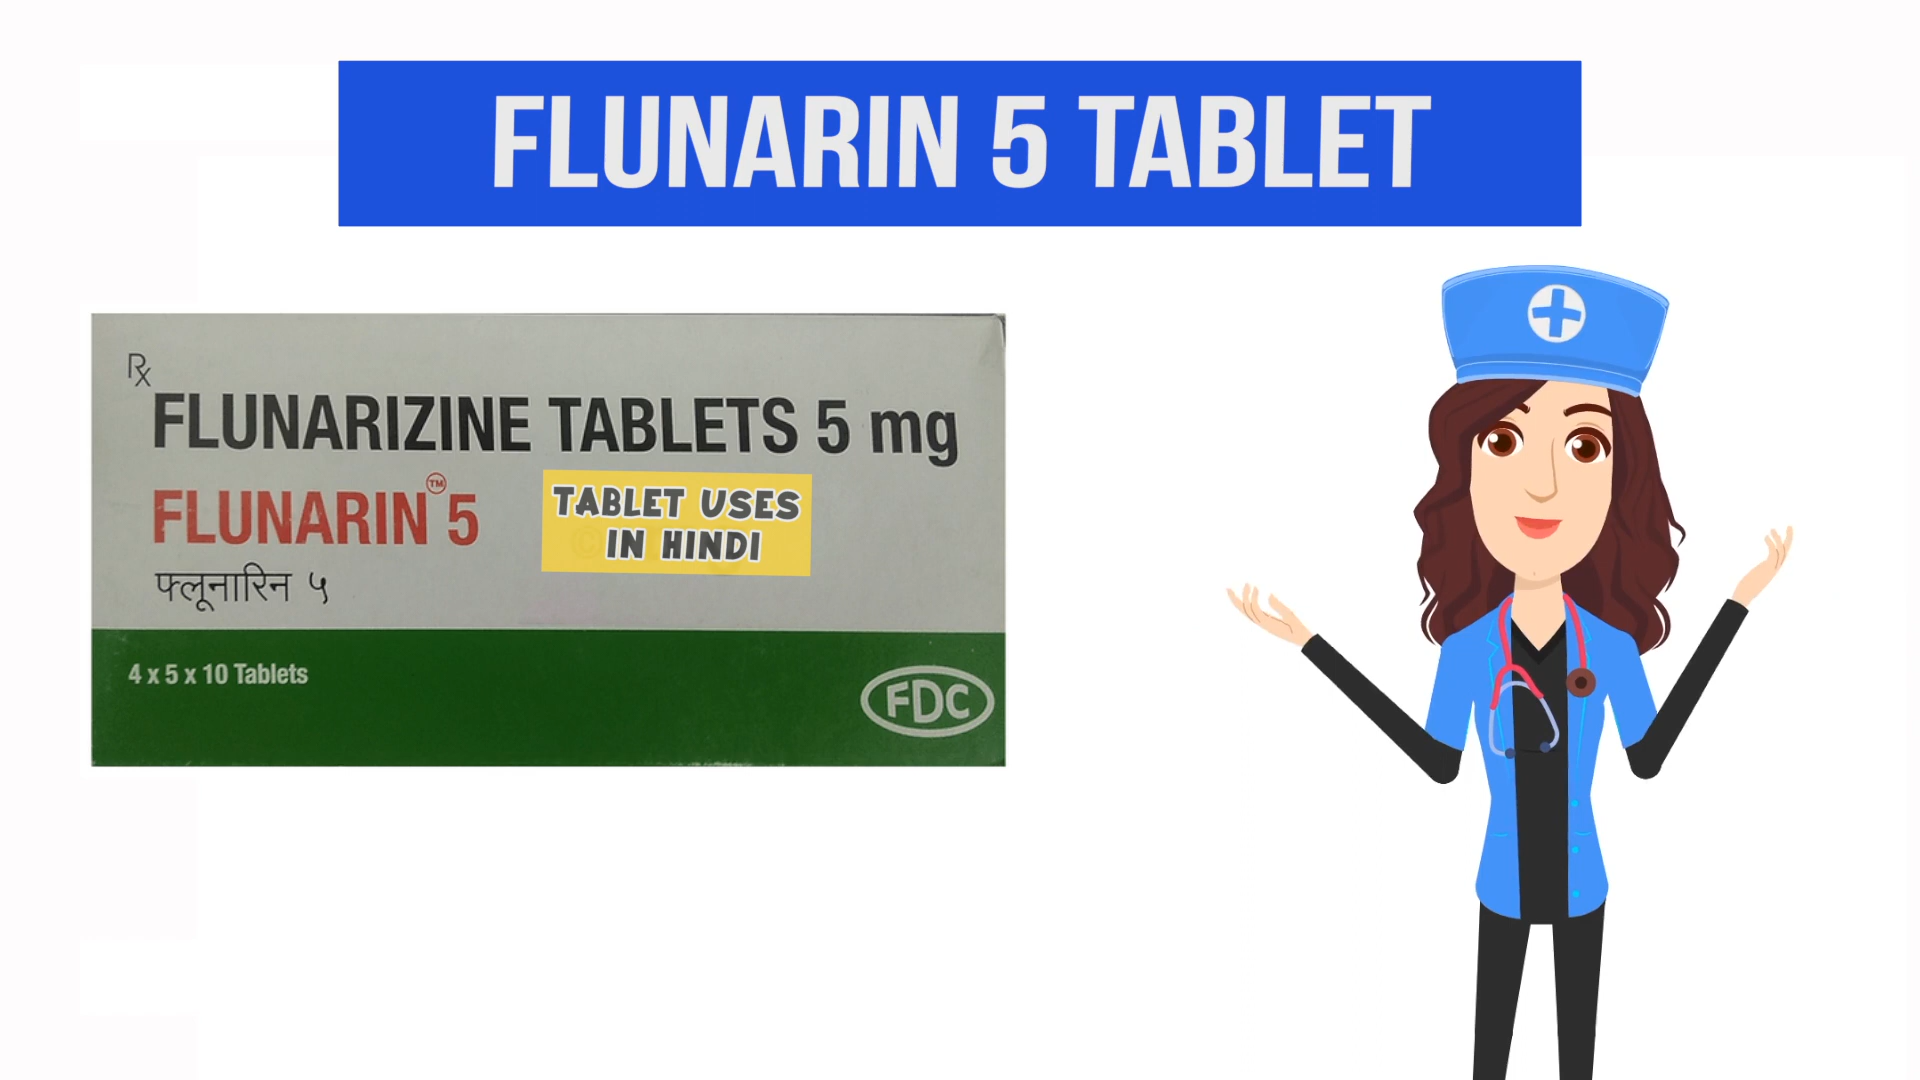 FLUNARIN 5 TABLET
Rx
FLUNARIZINE TABLETS 5 mg
FLUNARIN™ 5
TABLET USES
IN HINDI
फ्लूनारिन ५
4 x 5 x 10 Tablets
FDC